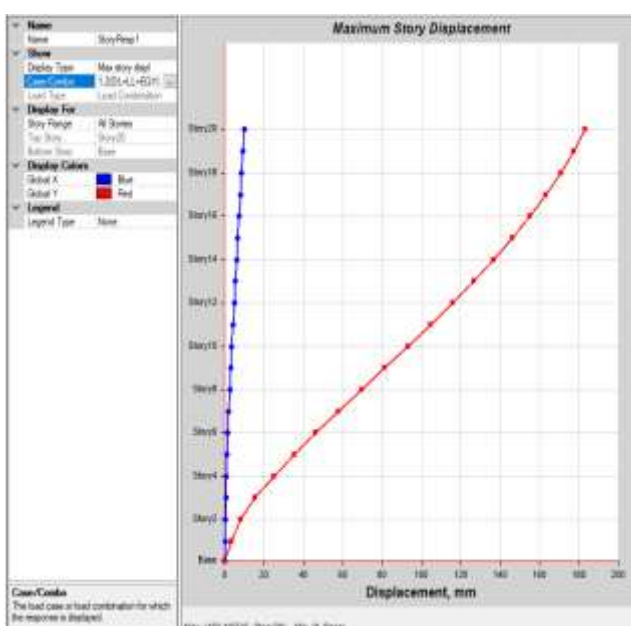 Name
Name StoryResp1
Show
Display Type Max story displ
Case/Combo
Load Type Load Combination
Display For
Story Range All Stories
Top Story Story20
Bottom Story Base
Display Colors
Global X Blue
Global Y Red
Legend
Legend Type None
Case/Combo
The load case or load combination for which
the response is displayed.
Maximum Story Displacement
Story20
Story18
Story16
Story14
Story12
Story10
Story8
Story6
Story4
Story2
Base
0 20 40 60 80 100 120 140 160 180 200
Displacement, mm